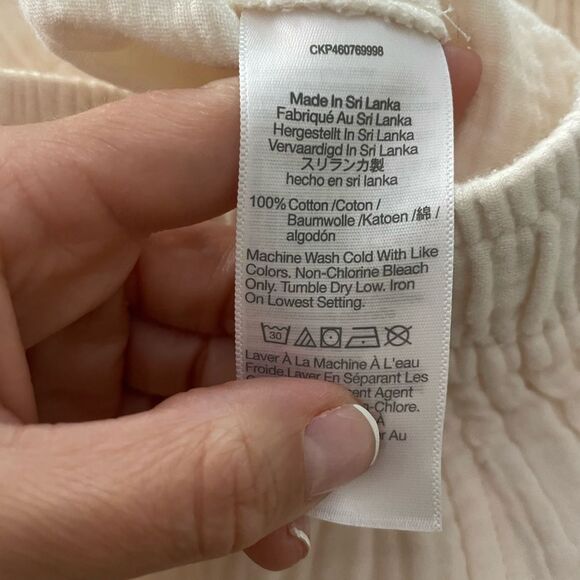 CKP460769998
Made In Sri Lanka
Fabriqué Au Sri Lanka
Hergestellt In Sri Lanka
Vervaardigd In Sri Lanka
スリランカ製
hecho en sri lanka
100% Cotton /Coton /
Baumwolle /Katoen /綿 /
algodón
Machine Wash Cold With Like
Colors. Non-Chlorine Bleach
Only. Tumble Dry Low. Iron
On Lowest Setting.
30
Laver À La Machine À L'eau
Froide Laver En Séparant Les
Agent
-Chlore.
À
Au